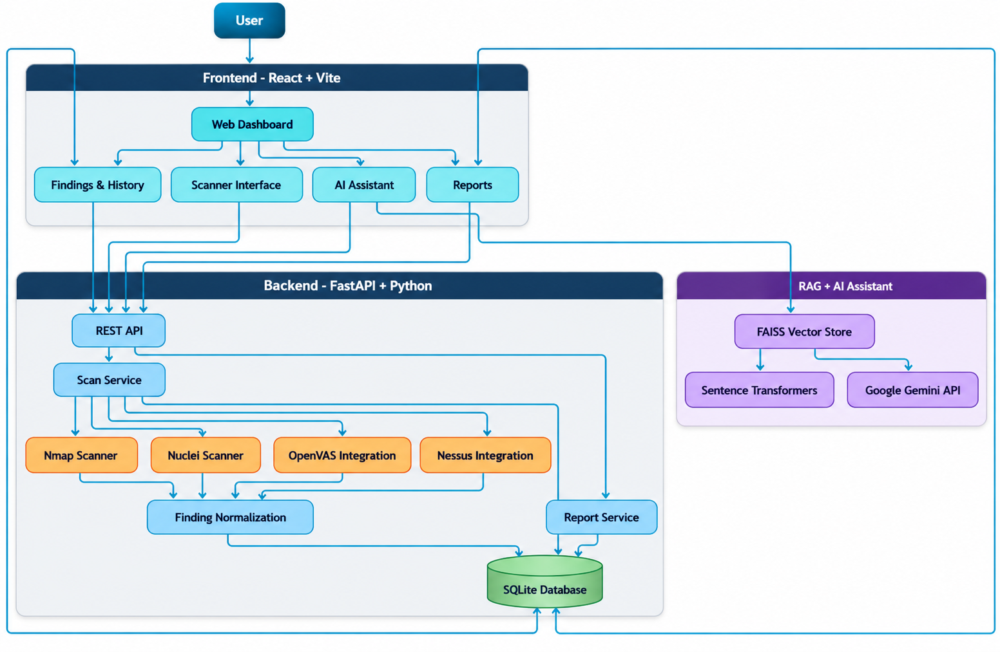 User
Frontend - React + Vite
Web Dashboard
Findings & History
Scanner Interface
AI Assistant
Reports
Backend - FastAPI + Python
RAG + AI Assistant
REST API
FAISS Vector Store
Scan Service
Sentence Transformers
Google Gemini API
Nmap Scanner
Nuclei Scanner
OpenVAS Integration
Nessus Integration
Finding Normalization
Report Service
SQLite Database